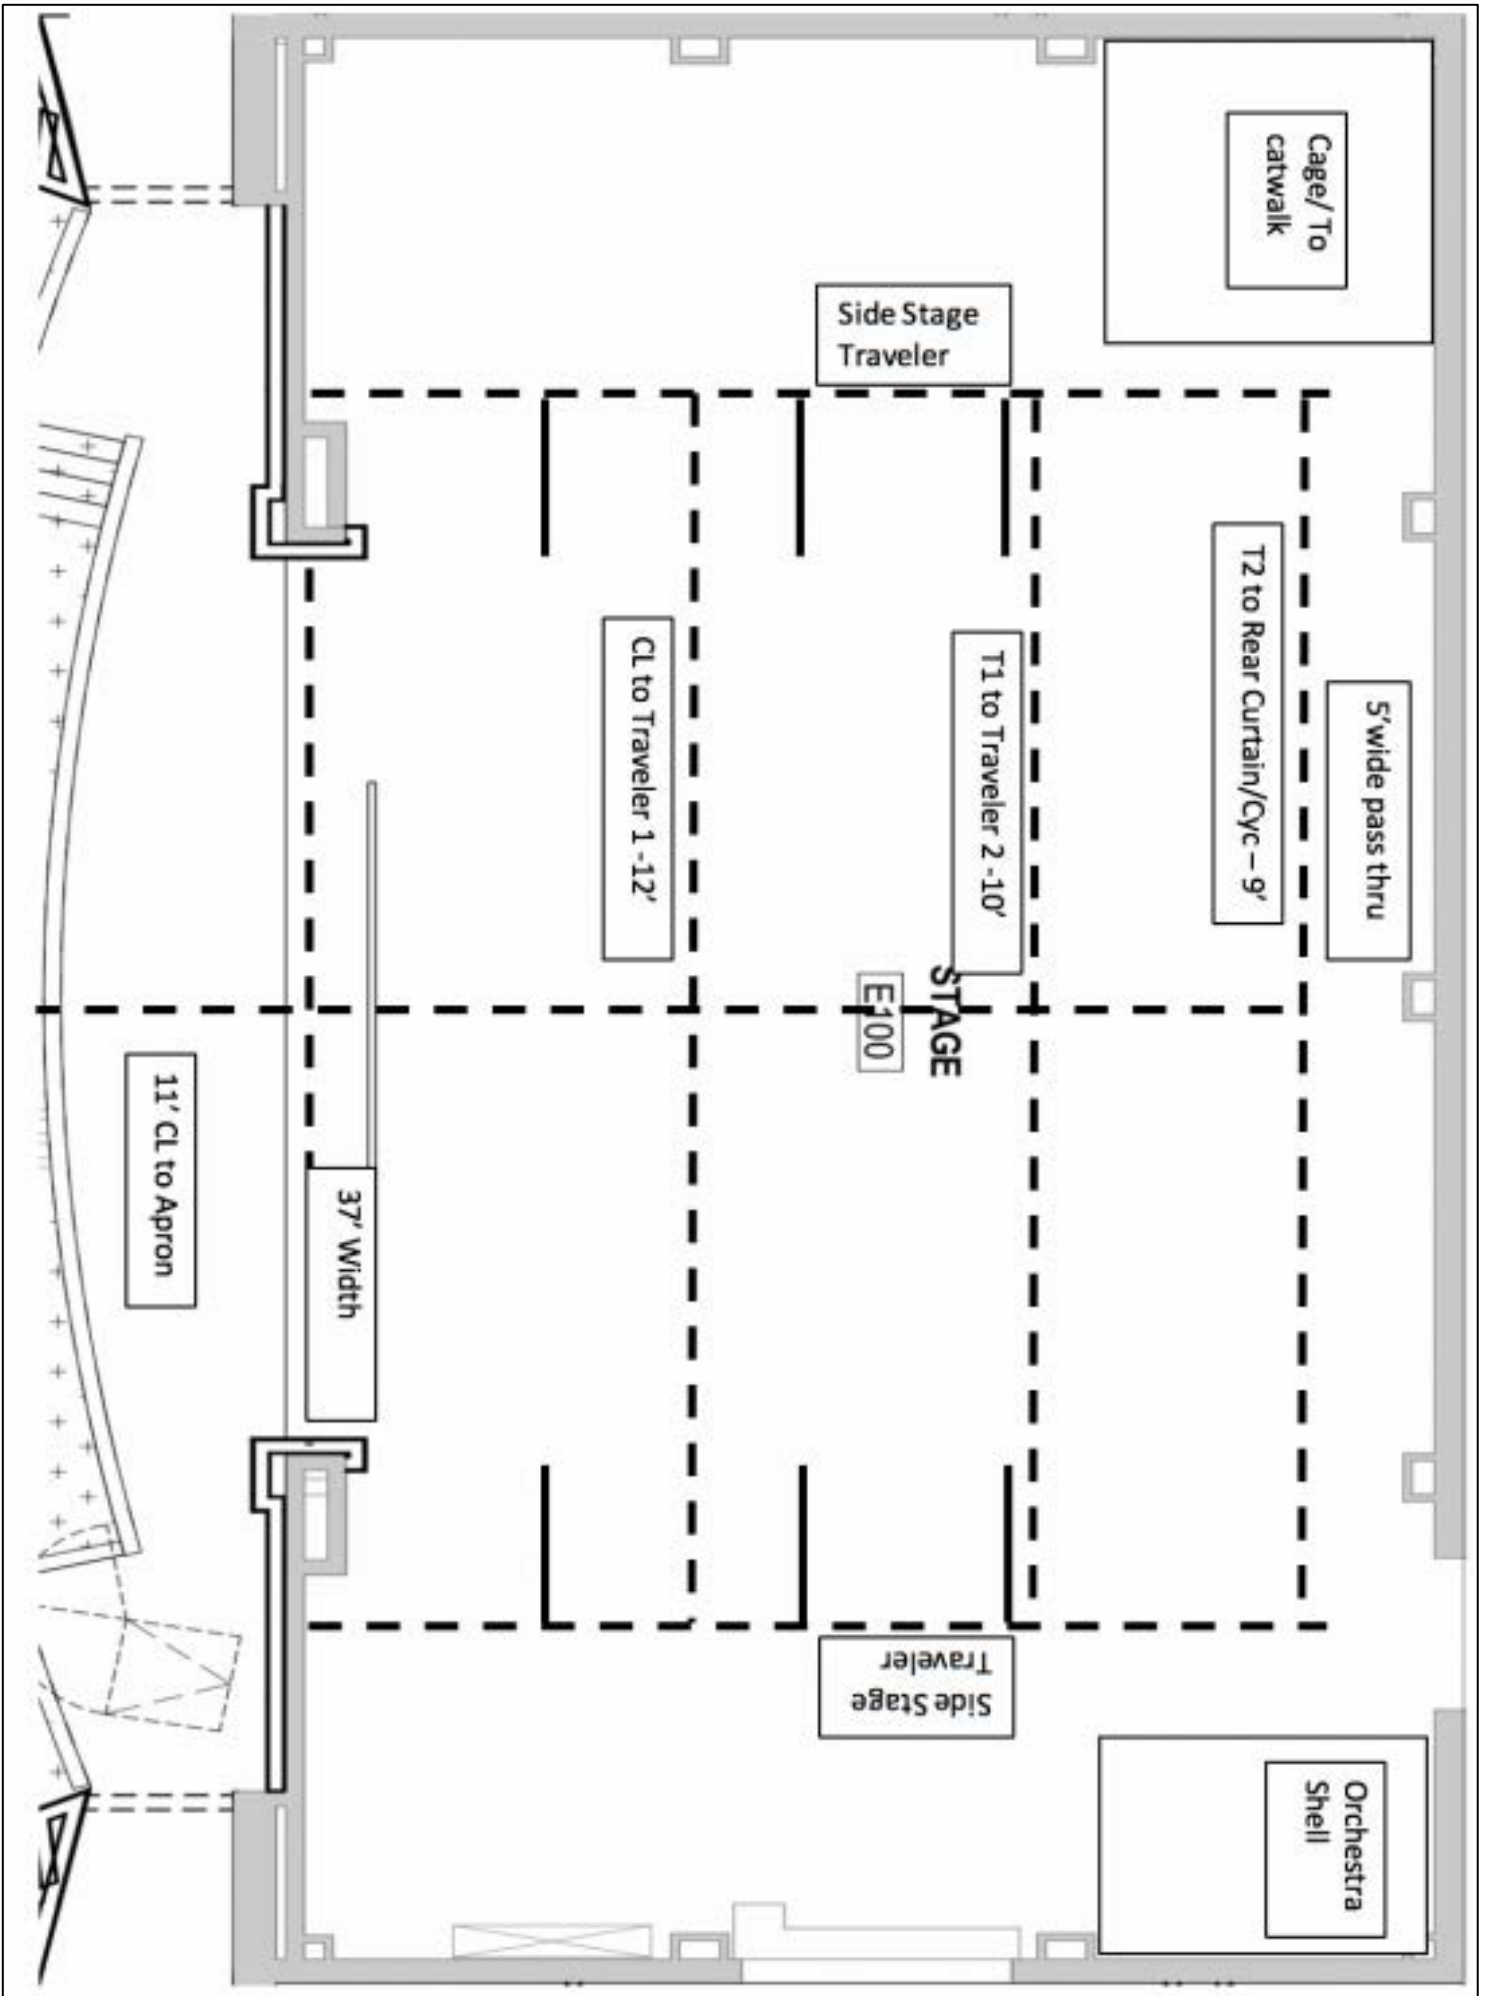 Cage/ To
catwalk
Side Stage
Traveler
T2 to Rear Curtain/Cyc – 9’
5’wide pass thru
T1 to Traveler 2 -10’
CL to Traveler 1 -12’
STAGE
E100
11’ CL to Apron
37’ Width
Side Stage
Traveler
Orchestra
Shell